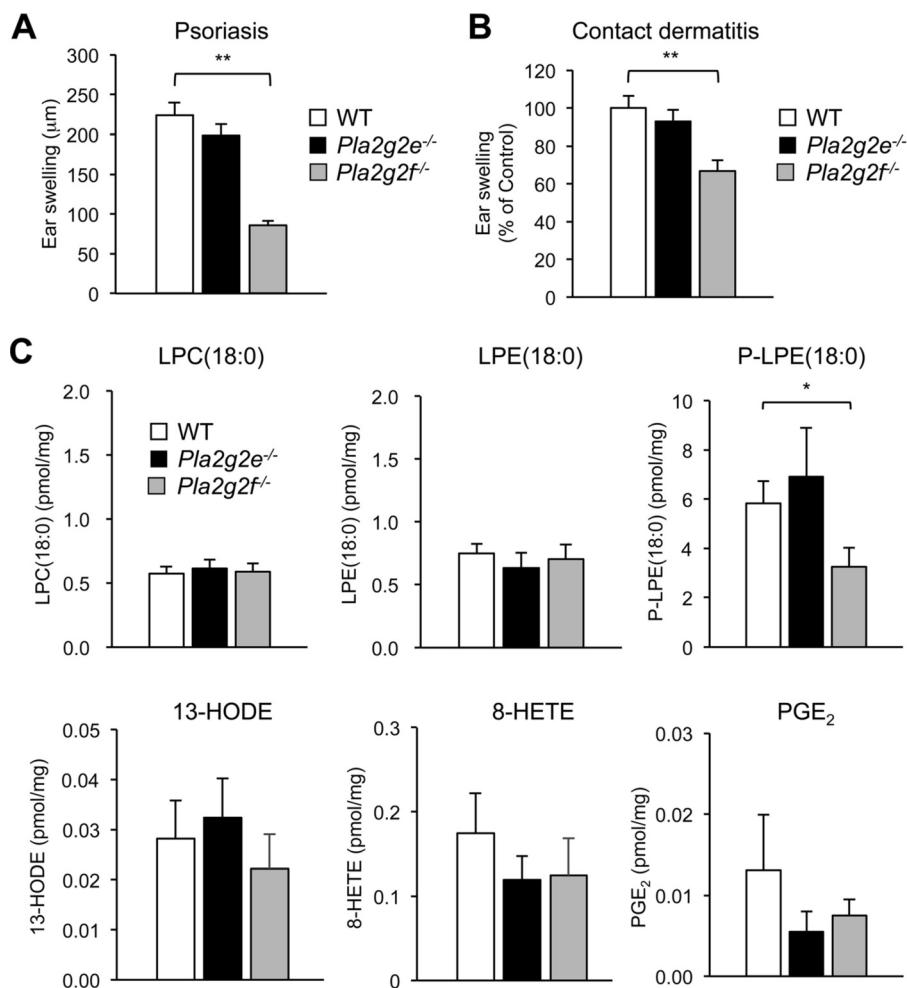 A
Psoriasis
Ear swelling (μm)
300
250
200
150
100
50
0
**
WT
Pla2g2e-/-
Pla2g2f-/-
B
Contact dermatitis
Ear swelling
(% of Control)
120
100
80
60
40
20
0
**
WT
Pla2g2e-/-
Pla2g2f-/-
C
LPC(18:0)
LPC(18:0) (pmol/mg)
2.0
1.5
1.0
0.5
0.0
WT
Pla2g2e-/-
Pla2g2f-/-
LPE(18:0)
LPE(18:0) (pmol/mg)
2.0
1.5
1.0
0.5
0.0
P-LPE(18:0)
P-LPE(18:0) (pmol/mg)
10
8
6
4
2
0
*
13-HODE
13-HODE (pmol/mg)
0.05
0.04
0.03
0.02
0.01
0.00
8-HETE
8-HETE (pmol/mg)
0.3
0.2
0.1
0
PGE2
PGE2 (pmol/mg)
0.03
0.02
0.01
0.00